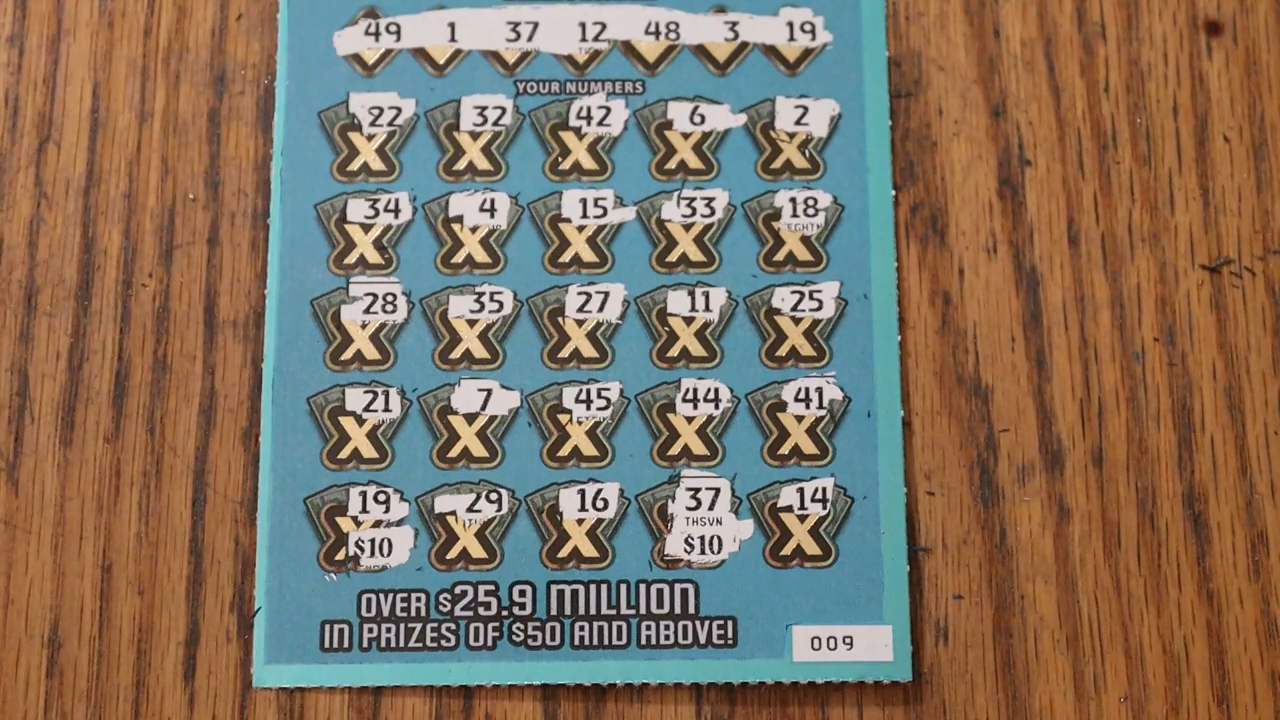 49 1 37 12 48 3 19
YOUR NUMBERS
22 32 42 6 2
X X X X X
34 4 15 33 18
X X X X X
28 35 27 11 25
X X X X X
21 7 45 44 41
X X X X X
19 29 16 37 14
THSVN
X X X X
$10 $10
OVER $25.9 MILLION
IN PRIZES OF $50 AND ABOVE!
009